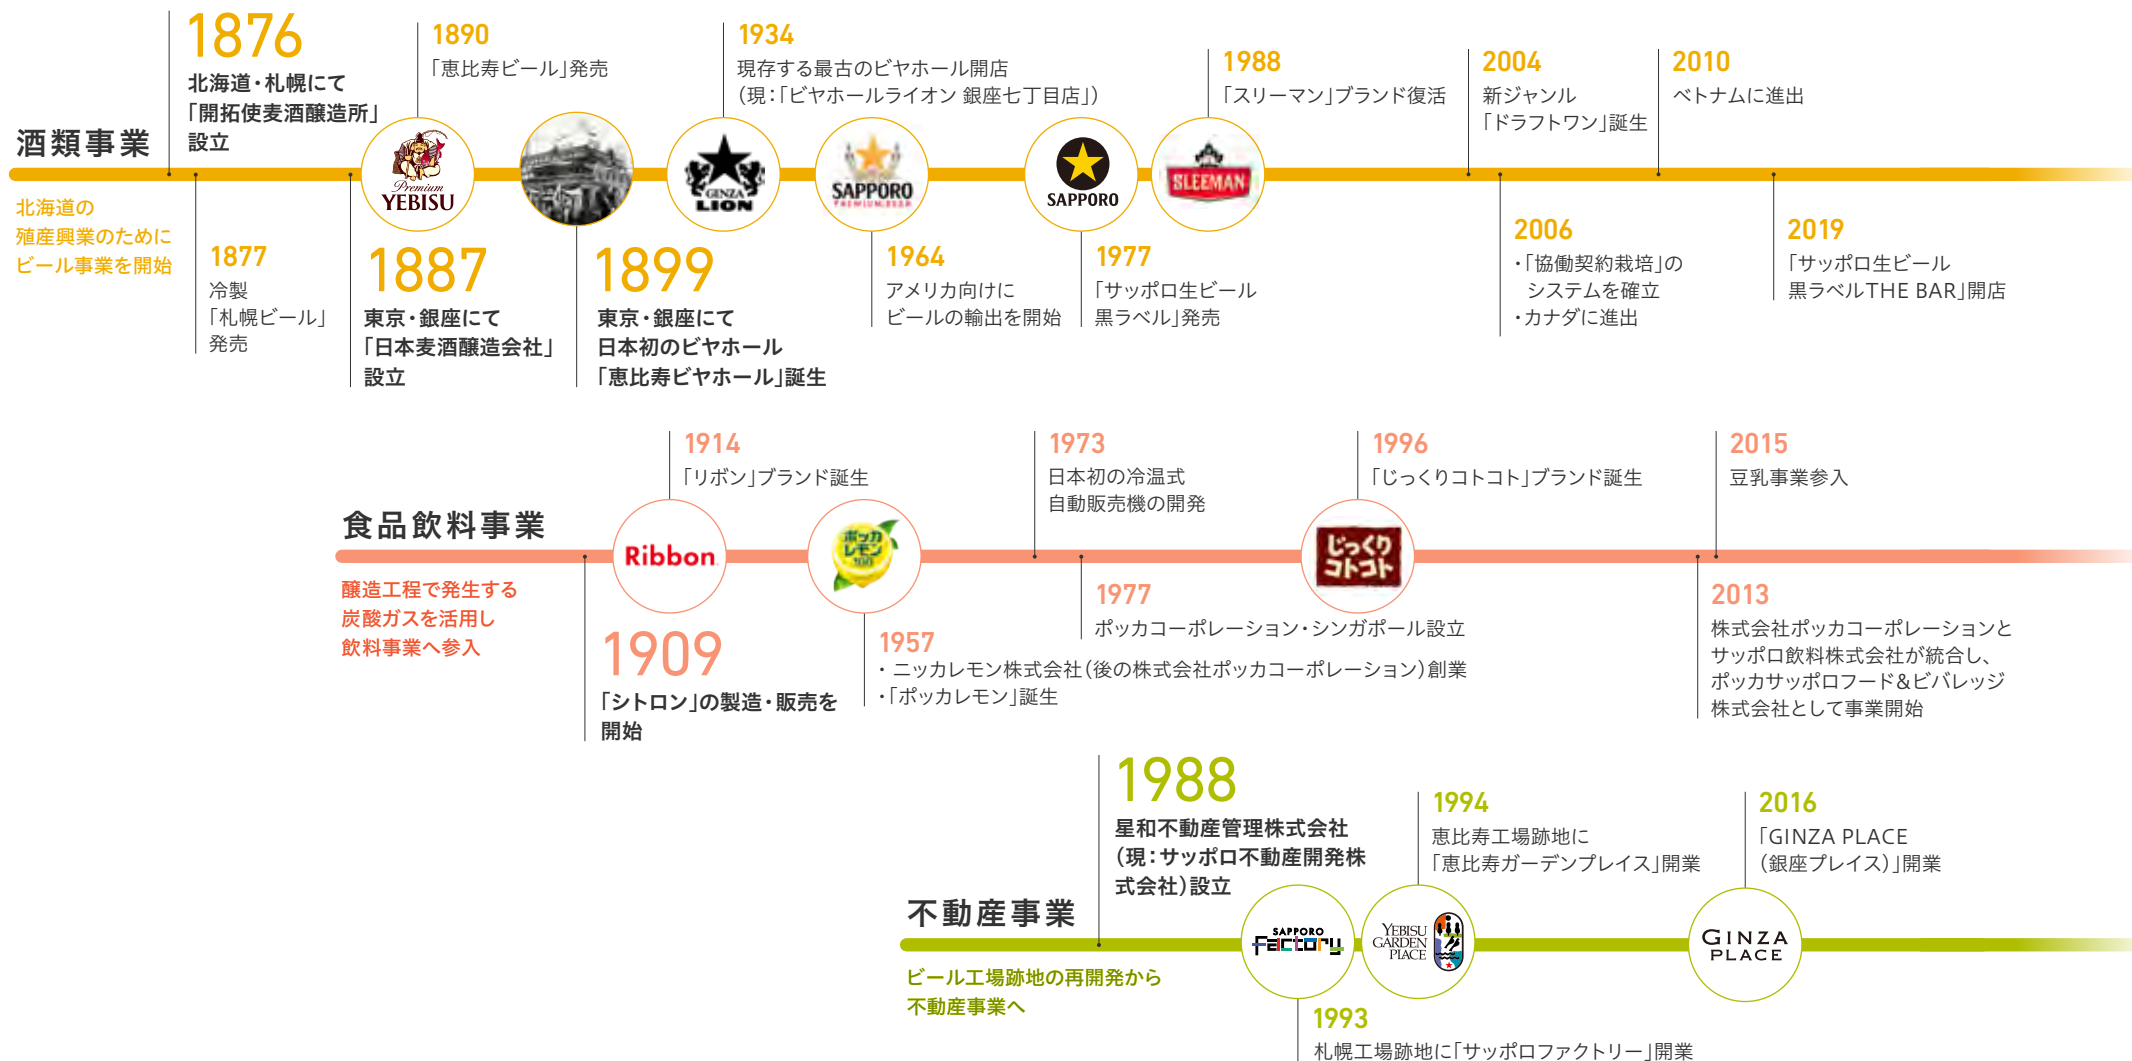 酒類事業
北海道の
殖産興業のために
ビール事業を開始
1876
北海道・札幌にて
「開拓使麦酒醸造所」
設立
1877
冷製
「札幌ビール」
発売
1887
東京・銀座にて
「日本麦酒醸造会社」
設立
1890
「恵比寿ビール」発売
Premium
YEBISU
1899
東京・銀座にて
日本初のビヤホール
「恵比寿ビヤホール」誕生
1934
現存する最古のビヤホール開店
（現：「ビヤホールライオン 銀座七丁目店」）
GINZA
LION
SAPPORO
PREMIUM BEER
1964
アメリカ向けに
ビールの輸出を開始
SAPPORO
1977
「サッポロ生ビール
黒ラベル」発売
1988
「スリーマン」ブランド復活
SLEEMAN
2004
新ジャンル
「ドラフトワン」誕生
2006
・「協働契約栽培」の
システムを確立
・カナダに進出
2010
ベトナムに進出
2019
「サッポロ生ビール
黒ラベルTHE BAR」開店
食品飲料事業
醸造工程で発生する
炭酸ガスを活用し
飲料事業へ参入
1909
「シトロン」の製造・販売を
開始
1914
「リボン」ブランド誕生
Ribbon
ポッカ
レモン
100
1957
・ニッカレモン株式会社（後の株式会社ポッカコーポレーション）創業
・「ポッカレモン」誕生
1973
日本初の冷温式
自動販売機の開発
1977
ポッカコーポレーション・シンガポール設立
1996
「じっくりコトコト」ブランド誕生
じっくり
コトコト
2013
株式会社ポッカコーポレーションと
サッポロ飲料株式会社が統合し、
ポッカサッポロフード＆ビバレッジ
株式会社として事業開始
2015
豆乳事業参入
不動産事業
ビール工場跡地の再開発から
不動産事業へ
1988
星和不動産管理株式会社
（現：サッポロ不動産開発株
式会社）設立
SAPPORO
Factory
1993
札幌工場跡地に「サッポロファクトリー」開業
1994
恵比寿工場跡地に
「恵比寿ガーデンプレイス」開業
YEBISU
GARDEN
PLACE
2016
「GINZA PLACE
（銀座プレイス）」開業
GINZA
PLACE